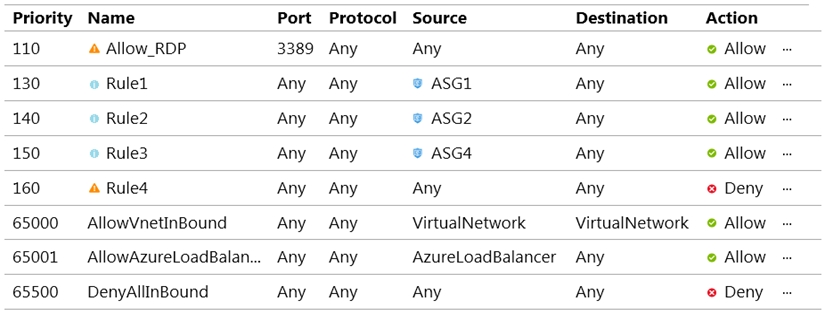 Priority Name Port Protocol Source Destination Action
110 Allow_RDP 3389 Any Any Any Allow ...
130 Rule1 Any Any ASG1 Any Allow ...
140 Rule2 Any Any ASG2 Any Allow ...
150 Rule3 Any Any ASG4 Any Allow ...
160 Rule4 Any Any Any Any Deny ...
65000 AllowVnetInBound Any Any VirtualNetwork VirtualNetwork Allow ...
65001 AllowAzureLoadBalan... Any Any AzureLoadBalancer Any Allow ...
65500 DenyAllInBound Any Any Any Any Deny ...